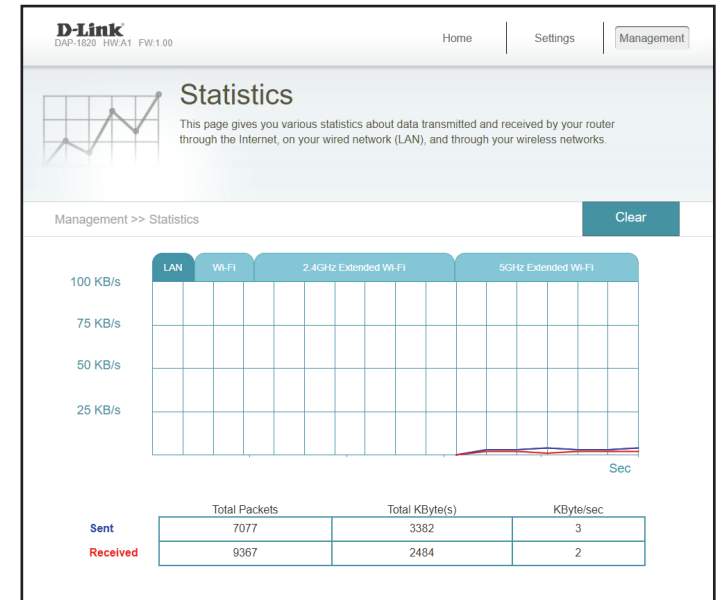 D-Link
DAP-1820 HW:A1 FW:1.00
Home Settings Management
Statistics
This page gives you various statistics about data transmitted and received by your router
through the Internet, on your wired network (LAN), and through your wireless networks.
Management >> Statistics Clear
LAN Wi-Fi 2.4GHz Extended Wi-Fi 5GHz Extended Wi-Fi
100 KB/s
75 KB/s
50 KB/s
25 KB/s
Sec
Total Packets Total KByte(s) KByte/sec
Sent 7077 3382 3
Received 9367 2484 2